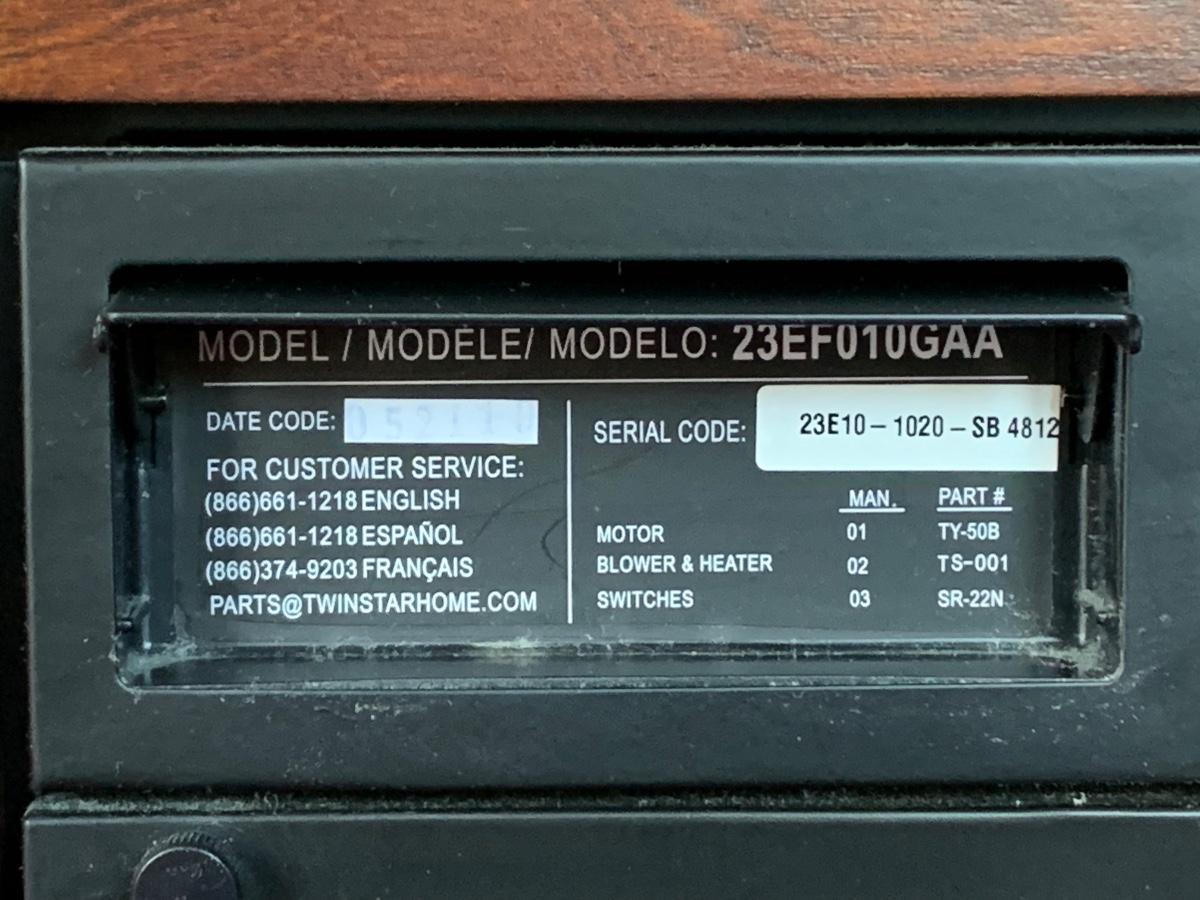 MODEL / MODÈLE/ MODELO: 23EF010GAA
DATE CODE:
FOR CUSTOMER SERVICE:
(866)661-1218 ENGLISH
(866)661-1218 ESPAÑOL
(866)374-9203 FRANÇAIS
PARTS@TWINSTARHOME.COM
SERIAL CODE: 23E10-1020-SB 4812
MAN. PART #
MOTOR 01 TY-50B
BLOWER & HEATER 02 TS-001
SWITCHES 03 SR-22N